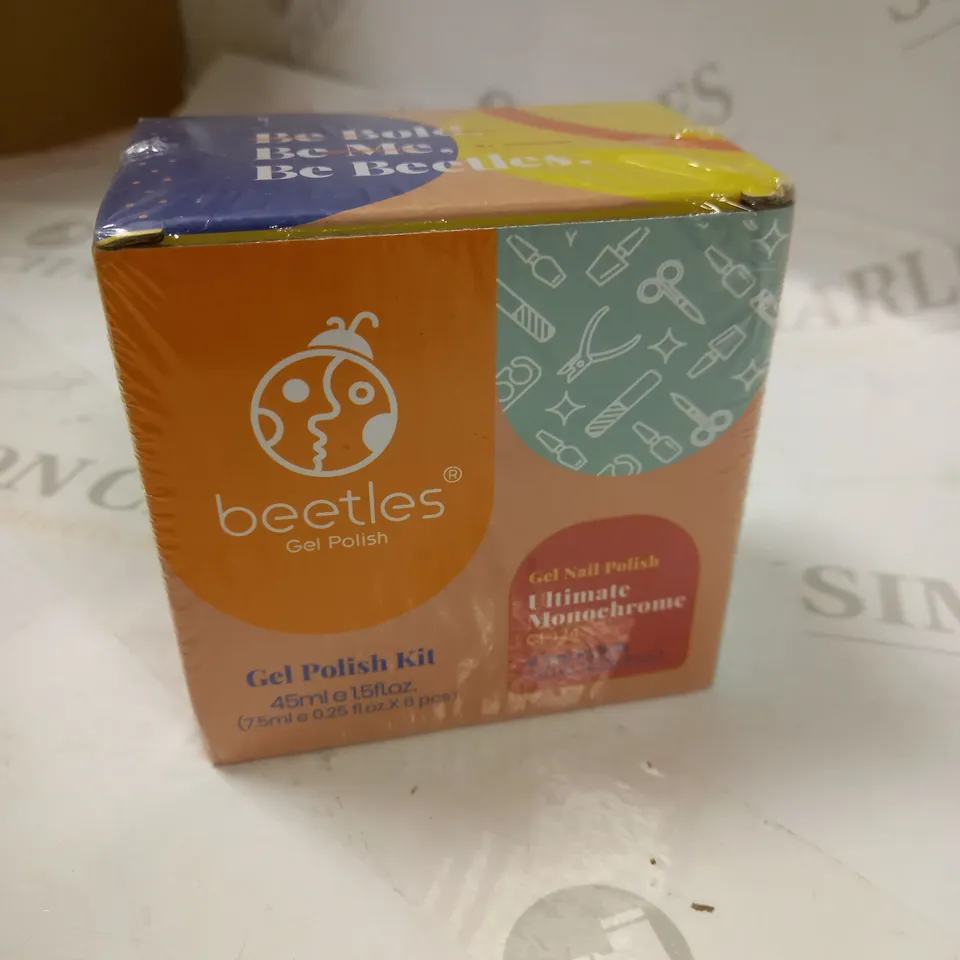 Be Bold.
Be Me.
Be Beetles.
beetles®
Gel Polish
Gel Nail Polish
Ultimate
Monochrome
Gel Polish Kit
45ml e 1.5fl.oz.
(7.5ml e 0.25 fl.oz.X 6 pcs)